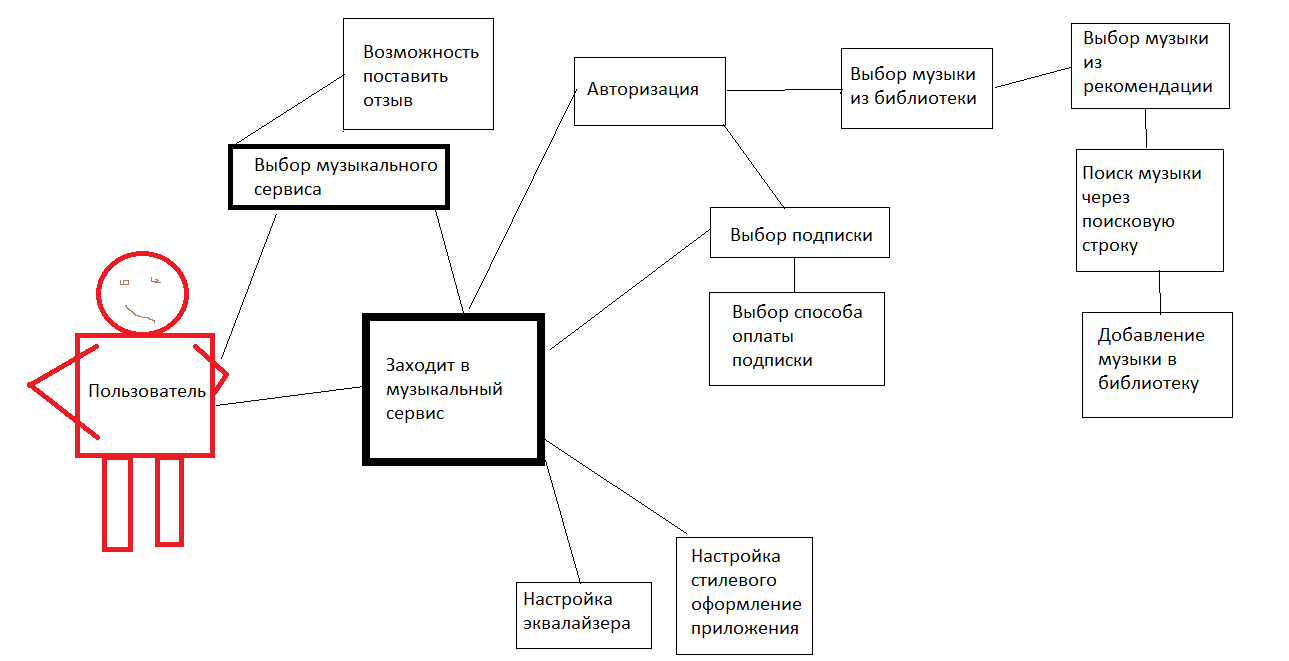 Возможность
поставить
отзыв
Авторизация
Выбор музыки
из библиотеки
Выбор музыки
из
рекомендации
Выбор музыкального
сервиса
Поиск музыки
через
поисковую
строку
Выбор подписки
Выбор способа
оплаты
подписки
Добавление
музыки в
библиотеку
Пользователь
Заходит в
музыкальный
сервис
Настройка
эквалайзера
Настройка
стилевого
оформление
приложения